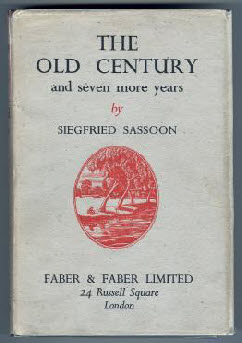 THE
OLD CENTURY
and seven more years
by
SIEGFRIED SASSOON
FABER & FABER LIMITED
24 Russell Square
London